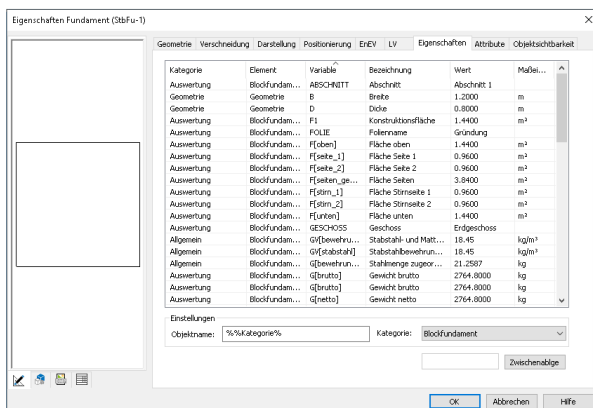 Eigenschaften Fundament (StbFu-1)
Geometrie Verschneidung Darstellung Positionierung EnEV LV Eigenschaften Attribute Objektsichtbarkeit
Kategorie Element Variable Bezeichnung Wert Maßei...
Auswertung Blockfundam... ABSCHNITT Abschnitt Abschnitt 1
Geometrie Geometrie B Breite 1.2000 m
Geometrie Geometrie D Dicke 0.8000 m
Auswertung Blockfundam... F1 Konstruktionsfläche 1.4400 m²
Auswertung Blockfundam... FOLIE Folienname Gründung
Auswertung Blockfundam... F[oben] Fläche oben 1.4400 m²
Auswertung Blockfundam... F[seite_1] Fläche Seite 1 0.9600 m²
Auswertung Blockfundam... F[seite_2] Fläche Seite 2 0.9600 m²
Auswertung Blockfundam... F[seiten_ge... Fläche Seiten 3.8400 m²
Auswertung Blockfundam... F[stirn_1] Fläche Stirnseite 1 0.9600 m²
Auswertung Blockfundam... F[stirn_2] Fläche Stirnseite 2 0.9600 m²
Auswertung Blockfundam... F[unten] Fläche unten 1.4400 m²
Auswertung Blockfundam... GESCHOSS Geschoss Erdgeschoss
Allgemein Blockfundam... GV[bewehru... Stabstahl- und Matt... 18.45 kg/m³
Allgemein Blockfundam... GV[stabstahl] Stabstahlbewehrun... 18.45 kg/m³
Allgemein Blockfundam... G[bewehrun... Stahlmenge zugeor... 21.2587 kg
Auswertung Blockfundam... G[brutto] Gewicht brutto 2764.8000 kg
Auswertung Blockfundam... G[brutto] Gewicht brutto 2764.8000 kg
Auswertung Blockfundam... G[netto] Gewicht netto 2764.8000 kg
Einstellungen
Objektname: %%Kategorie% Kategorie: Blockfundament
Zwischenablge
OK Abbrechen Hilfe